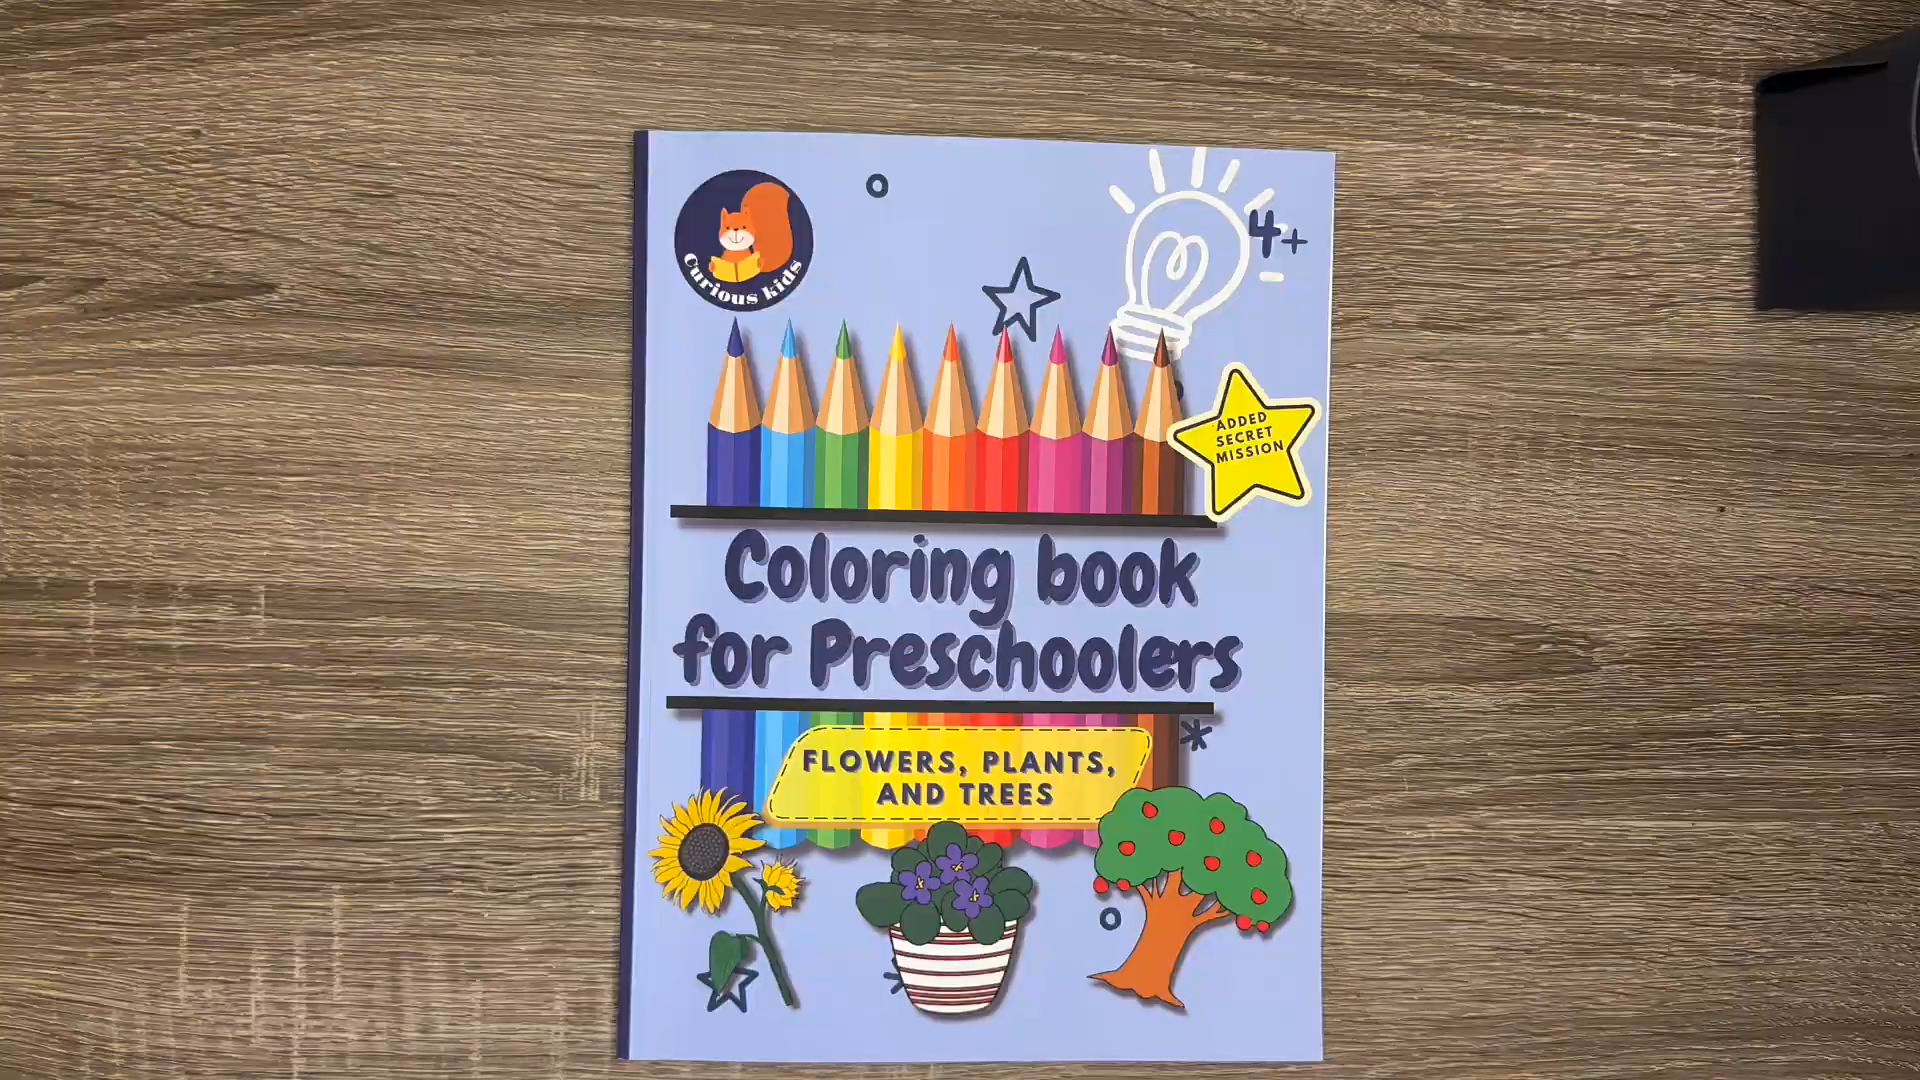 Curious kids
4+
ADDED
SECRET
MISSION
Coloring book
for Preschoolers
FLOWERS, PLANTS,
AND TREES